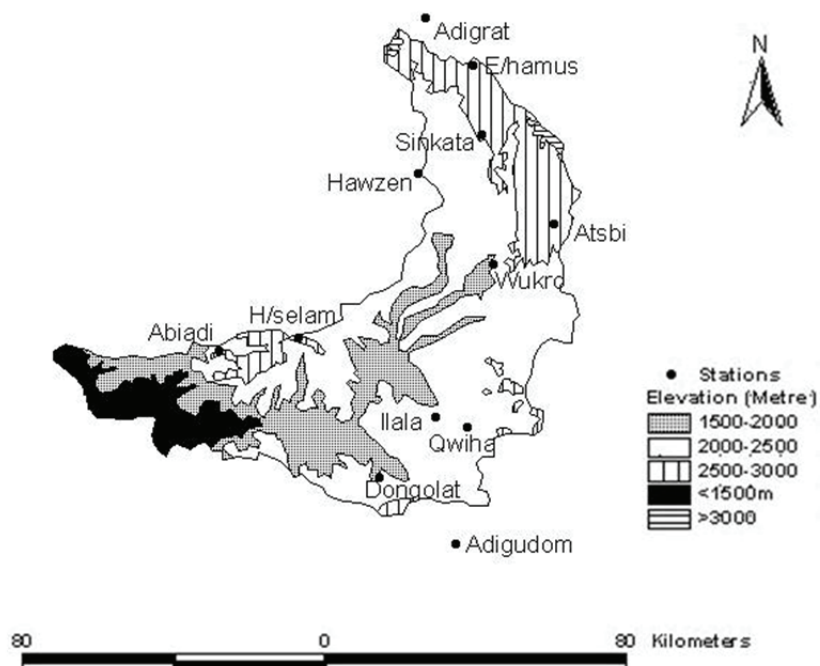 Adigrat
N
E/hamus
Sinkata
Hawzen
Atsbi
Wukro
H/selam
Abiadi
Stations
Elevation (Metre)
1500-2000
Ilala
2000-2500
Qwiha
2500-3000
Dongolat
<1500m
>3000
Adigudom
80 0 80 Kilometers